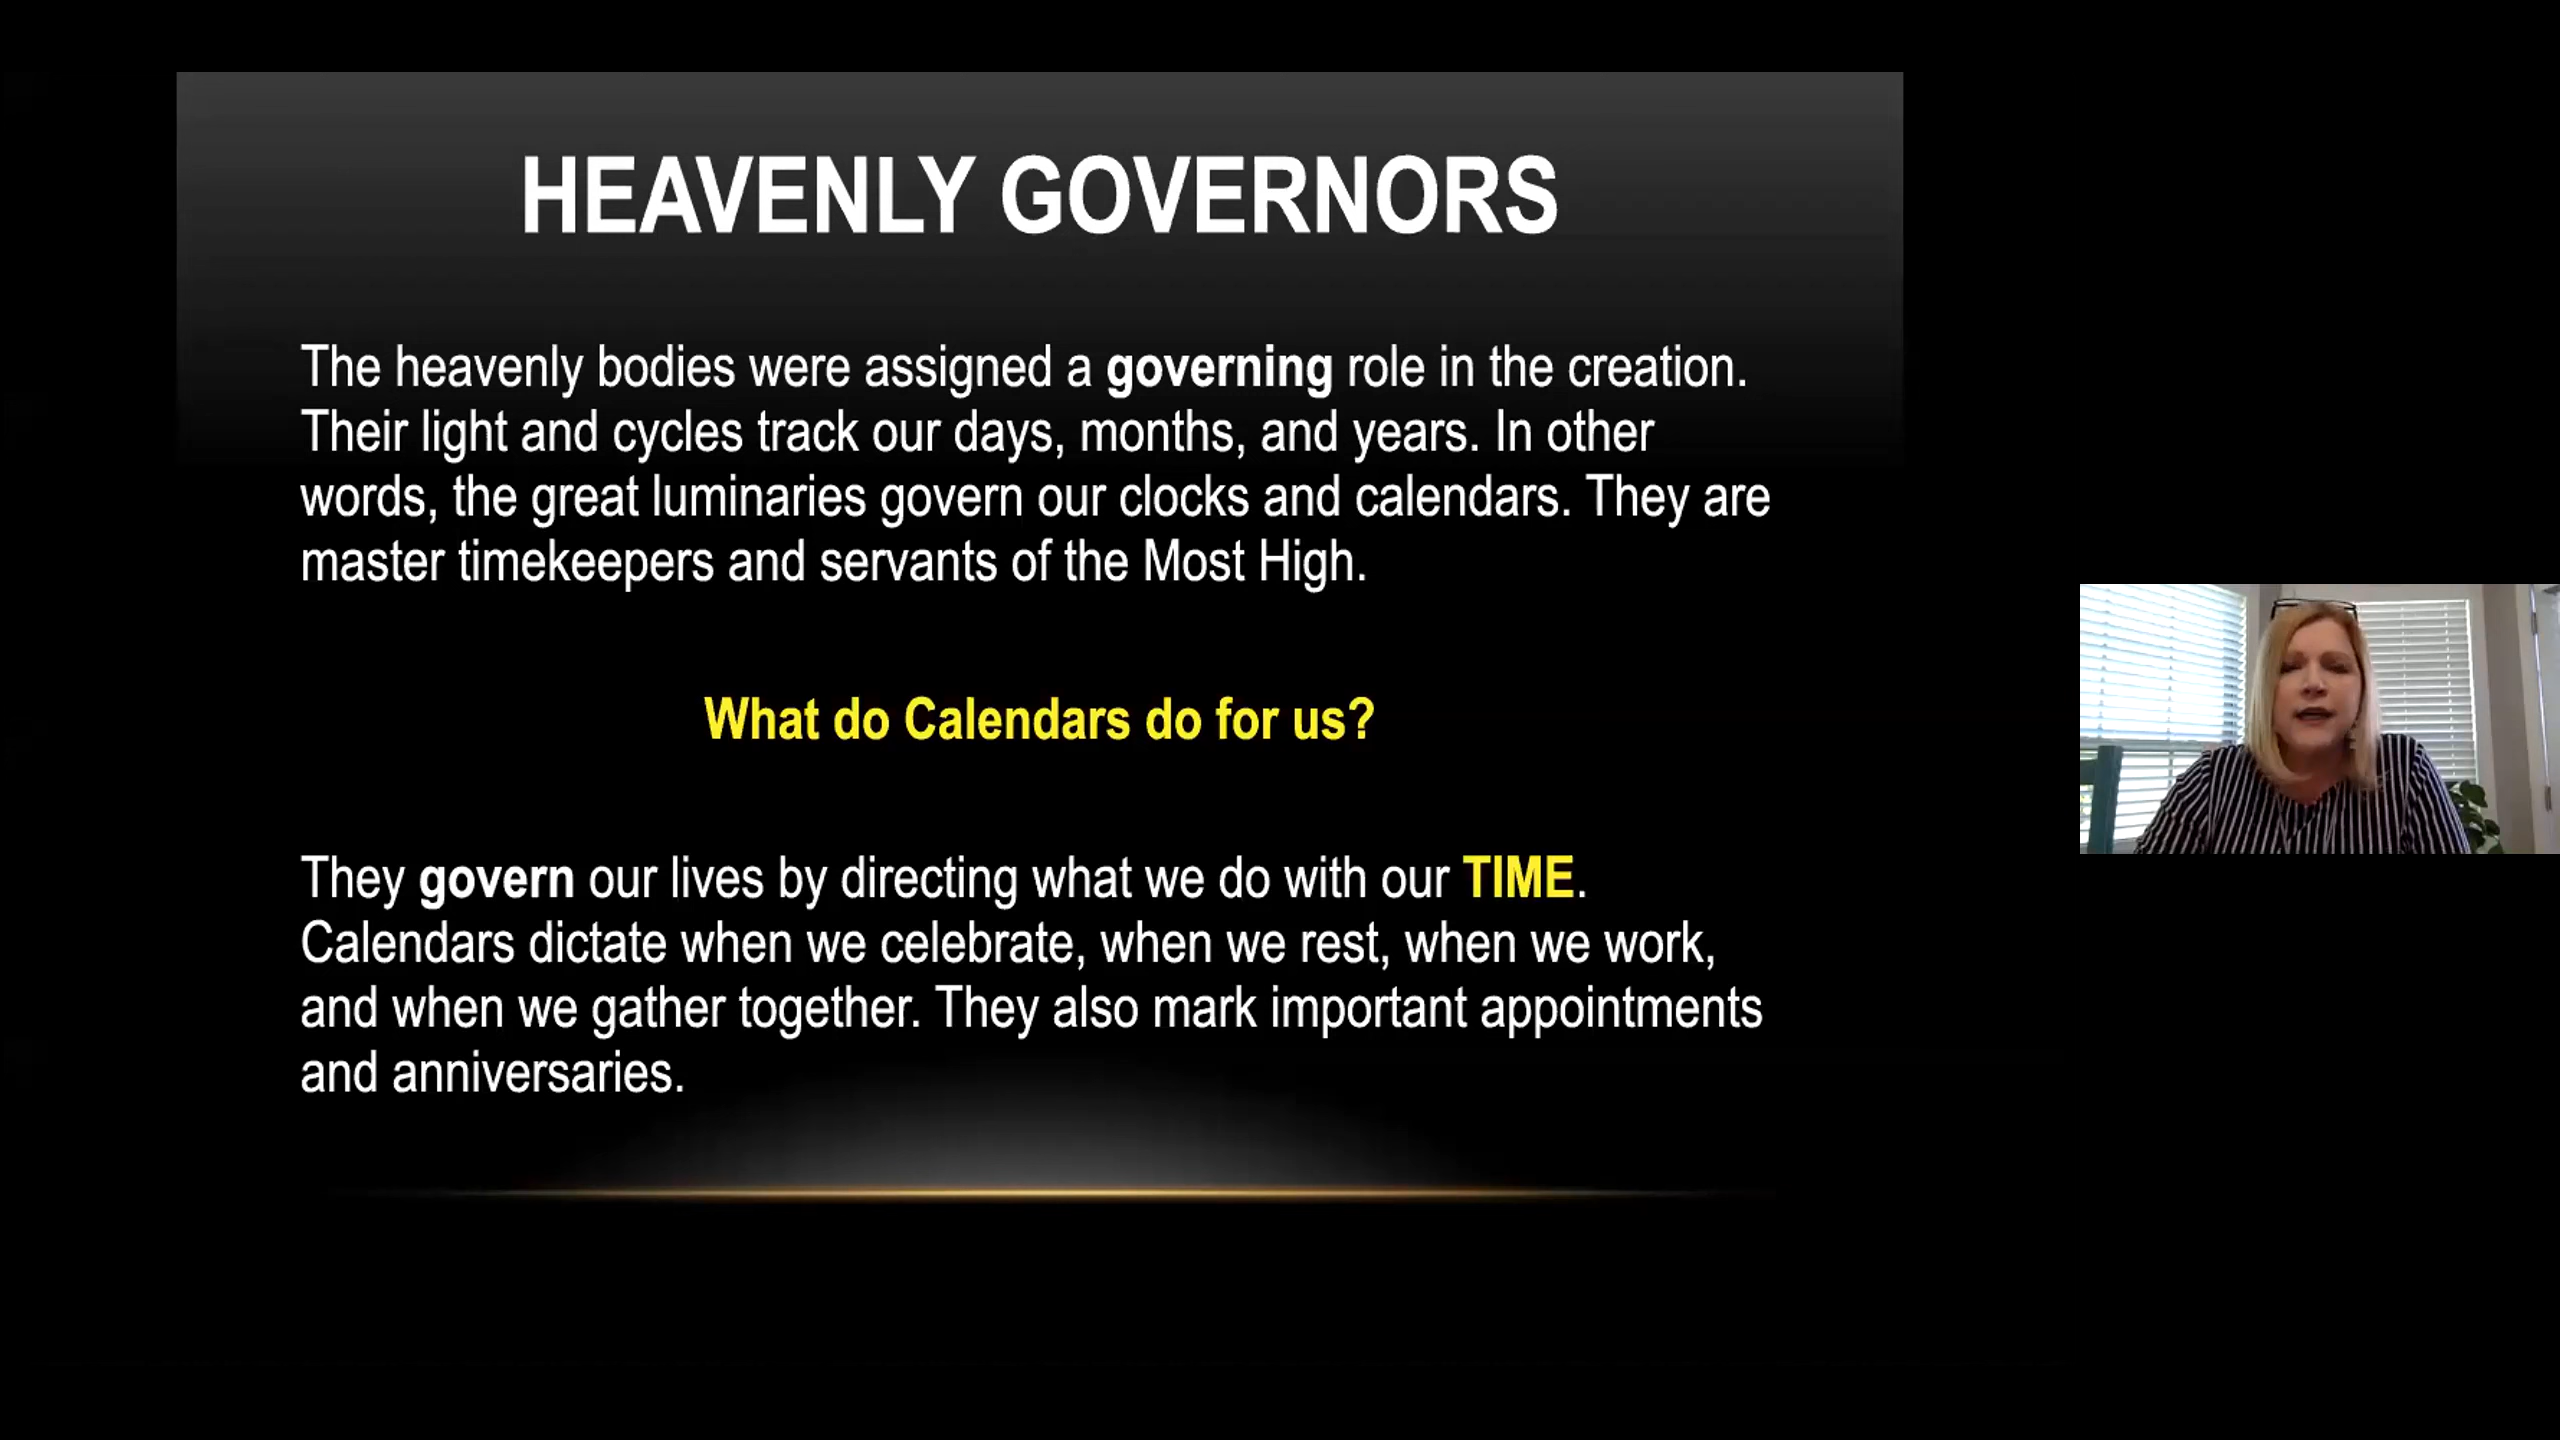 HEAVENLY GOVERNORS
The heavenly bodies were assigned a governing role in the creation.
Their light and cycles track our days, months, and years. In other
words, the great luminaries govern our clocks and calendars. They are
master timekeepers and servants of the Most High.
What do Calendars do for us?
They govern our lives by directing what we do with our TIME.
Calendars dictate when we celebrate, when we rest, when we work,
and when we gather together. They also mark important appointments
and anniversaries.